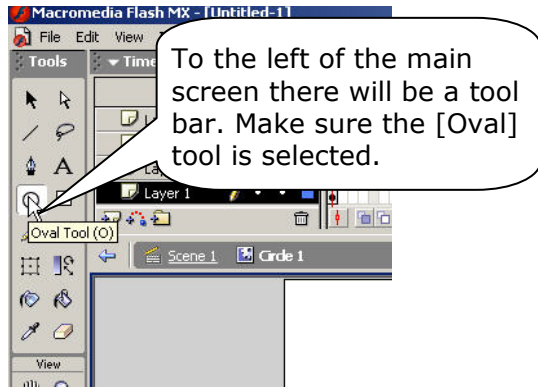 Macromedia Flash MX - [Untitled-1]
File Edit View
Tools
Time
To the left of the main
screen there will be a tool
bar. Make sure the [Oval]
tool is selected.
Layer 1
Oval Tool (O)
Scene 1 Circle 1
View